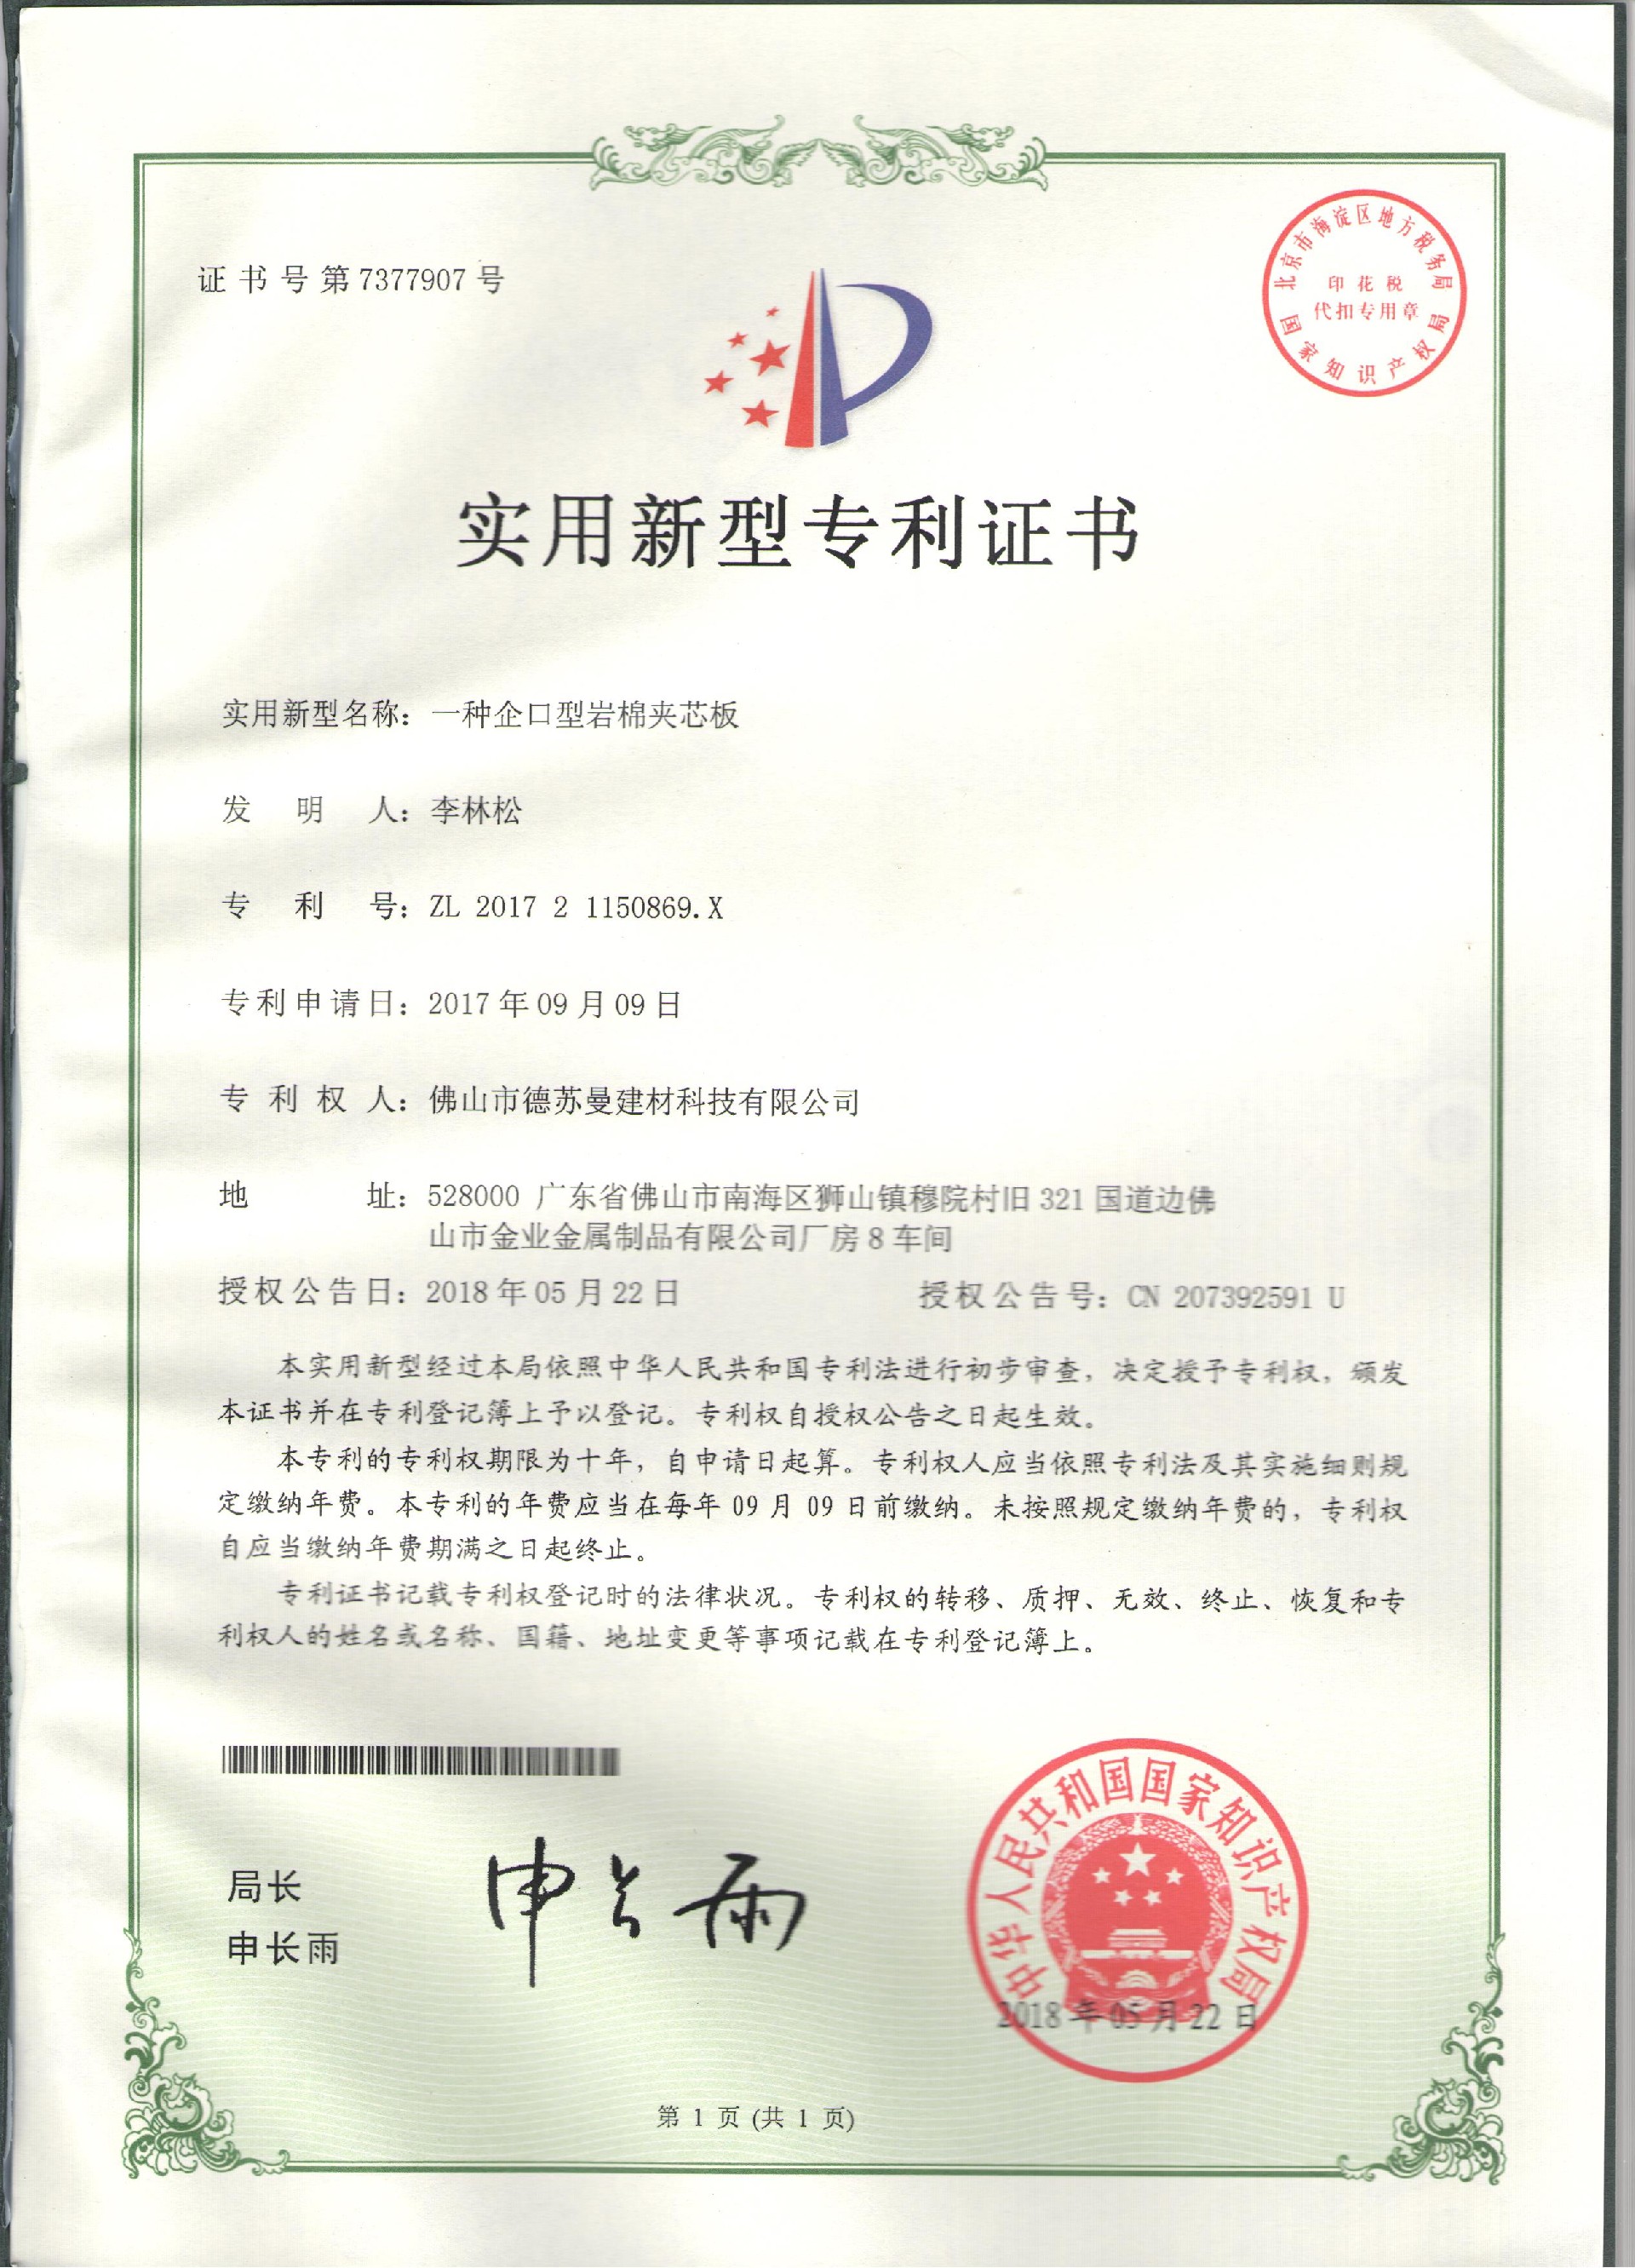 证书号第7377907号
北京市海淀区地方税务局
印花税
代扣专用章
国家知识产权局
实用新型专利证书
实用新型名称：一种企口型岩棉夹芯板
发明人：李林松
专利号：ZL 2017 2 1150869.X
专利申请日：2017年09月09日
专利权人：佛山市德苏曼建材科技有限公司
地址：528000 广东省佛山市南海区狮山镇穆院村旧321国道边佛
山市金业金属制品有限公司厂房8车间
授权公告日：2018年05月22日 授权公告号：CN 207392591 U
本实用新型经过本局依照中华人民共和国专利法进行初步审查，决定授予专利权，颁发
本证书并在专利登记簿上予以登记。专利权自授权公告之日起生效。
本专利的专利权期限为十年，自申请日起算。专利权人应当依照专利法及其实施细则规
定缴纳年费。本专利的年费应当在每年09月09日前缴纳。未按照规定缴纳年费的，专利权
自应当缴纳年费期满之日起终止。
专利证书记载专利权登记时的法律状况。专利权的转移、质押、无效、终止、恢复和专
利权人的姓名或名称、国籍、地址变更等事项记载在专利登记簿上。
局长
申长雨
申长雨
中华人民共和国国家知识产权局
2018年05月22日
第 1 页 (共 1 页)